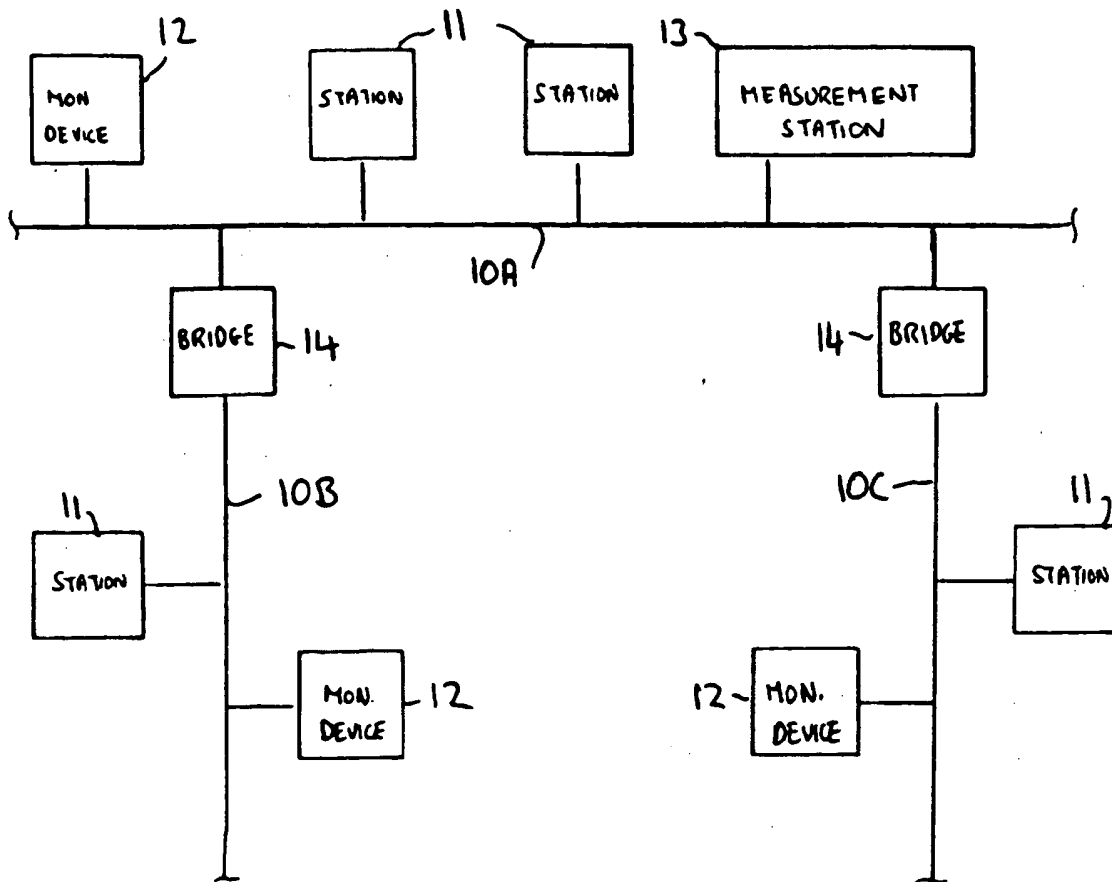 12
11
13
MON
DEVICE
STATION
STATION
MEASUREMENT
STATION
10A
BRIDGE
14
14
BRIDGE
10B
10C
11
STATION
11
STATION
MON.
DEVICE
12
12
MON.
DEVICE